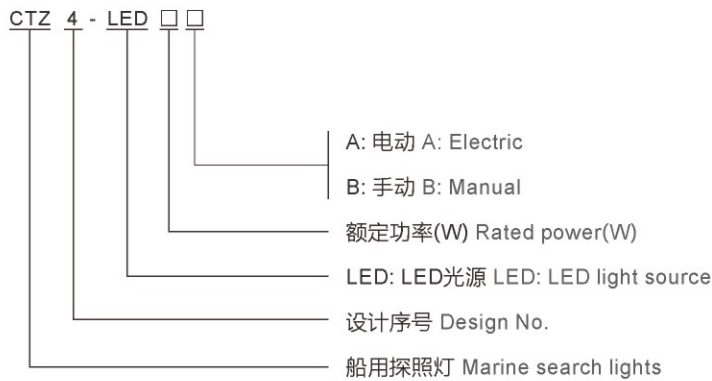 CTZ 4 - LED □ □
A: 电动 A: Electric
B: 手动 B: Manual
额定功率(W) Rated power(W)
LED: LED光源 LED: LED light source
设计序号 Design No.
船用探照灯 Marine search lights